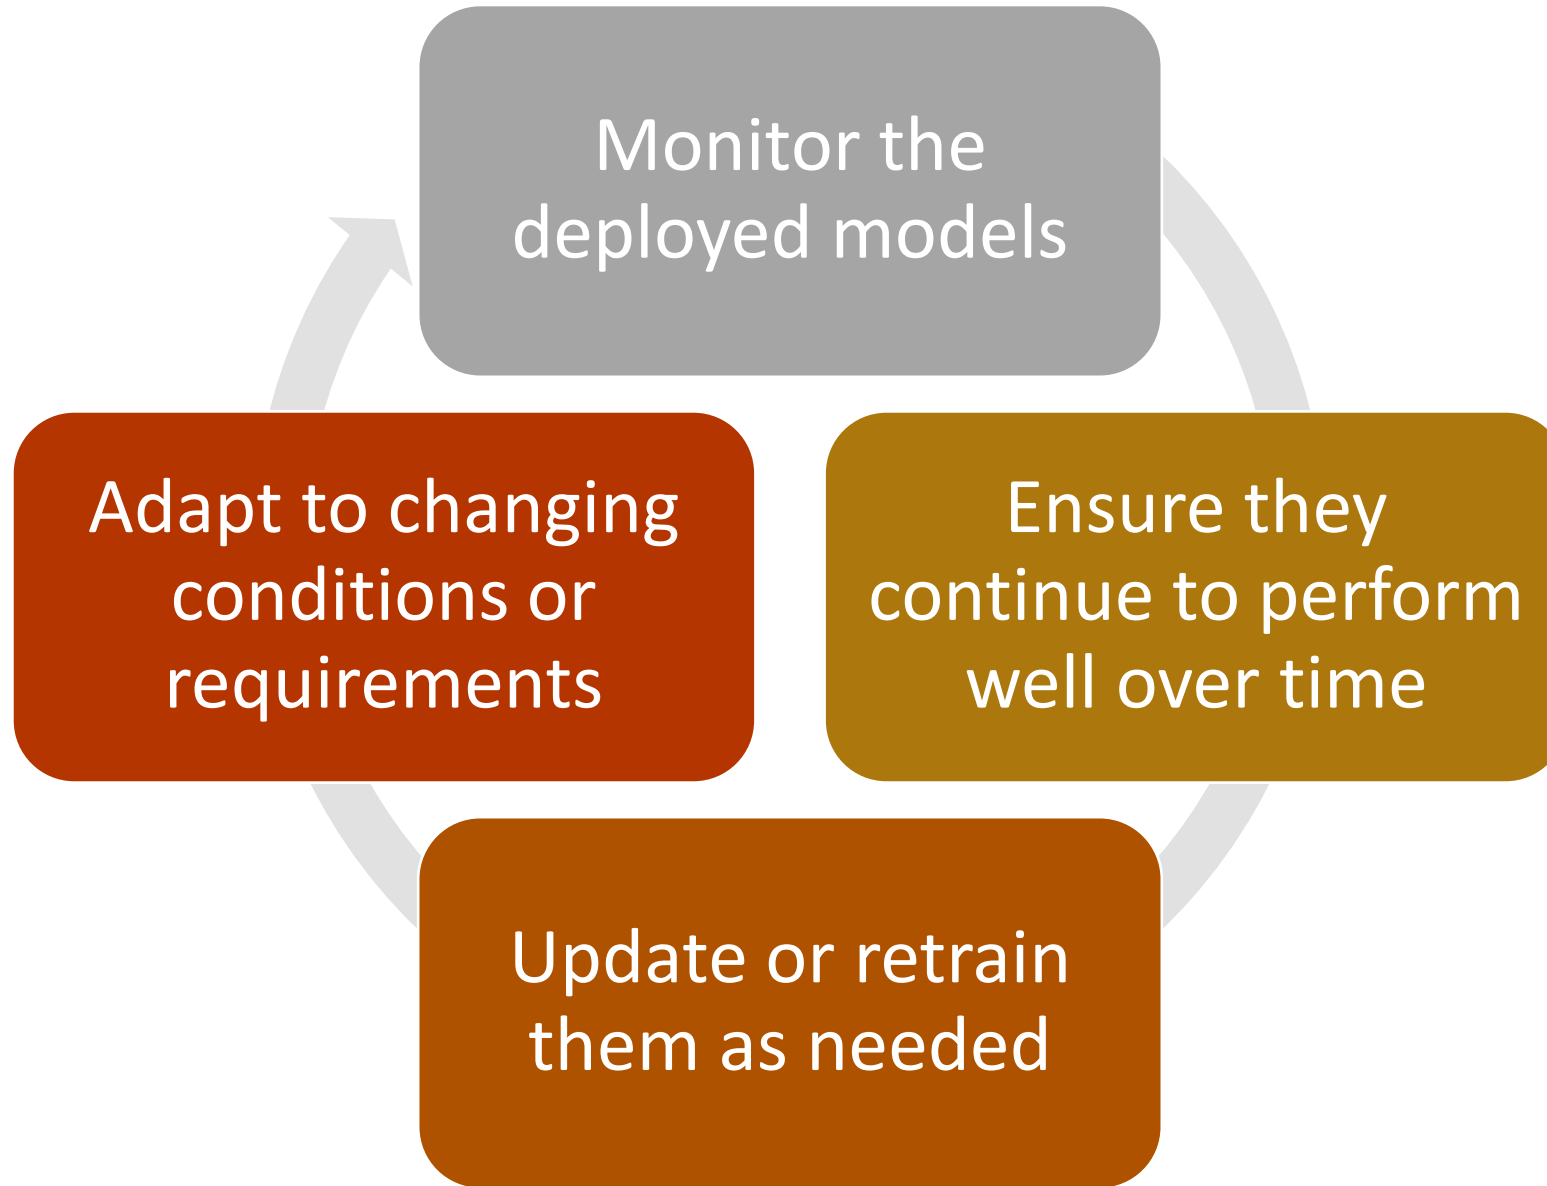 Monitor the
deployed models
Ensure they
continue to perform
well over time
Update or retrain
them as needed
Adapt to changing
conditions or
requirements